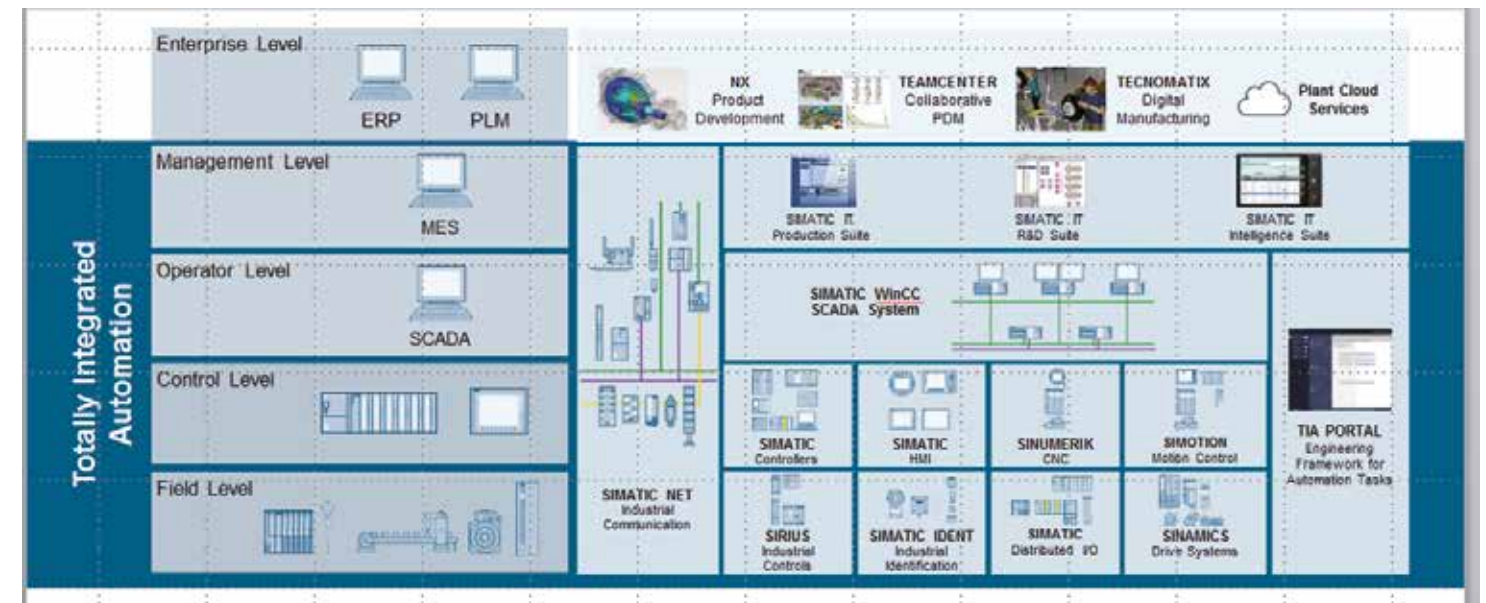 Enterprise Level
ERP
PLM
NX
Product
Development
TEAMCENTER
Collaborative
PDM
TECNOMATIX
Digital
Manufacturing
Plant Cloud
Services
Totally Integrated
Automation
Management Level
MES
SIMATIC IT
Production Suite
SIMATIC IT
R&D Suite
SIMATIC IT
Intelligence Suite
Operator Level
SCADA
SIMATIC WinCC
SCADA System
Control Level
SIMATIC
Controllers
SIMATIC
HMI
SINUMERIK
CNC
SIMOTION
Motion Control
TIA PORTAL
Engineering
Framework for
Automation Tasks
Field Level
SIMATIC NET
Industrial
Communication
SIRIUS
Industrial
Controls
SIMATIC IDENT
Industrial
Identification
SIMATIC
Distributed I/O
SINAMICS
Drive Systems